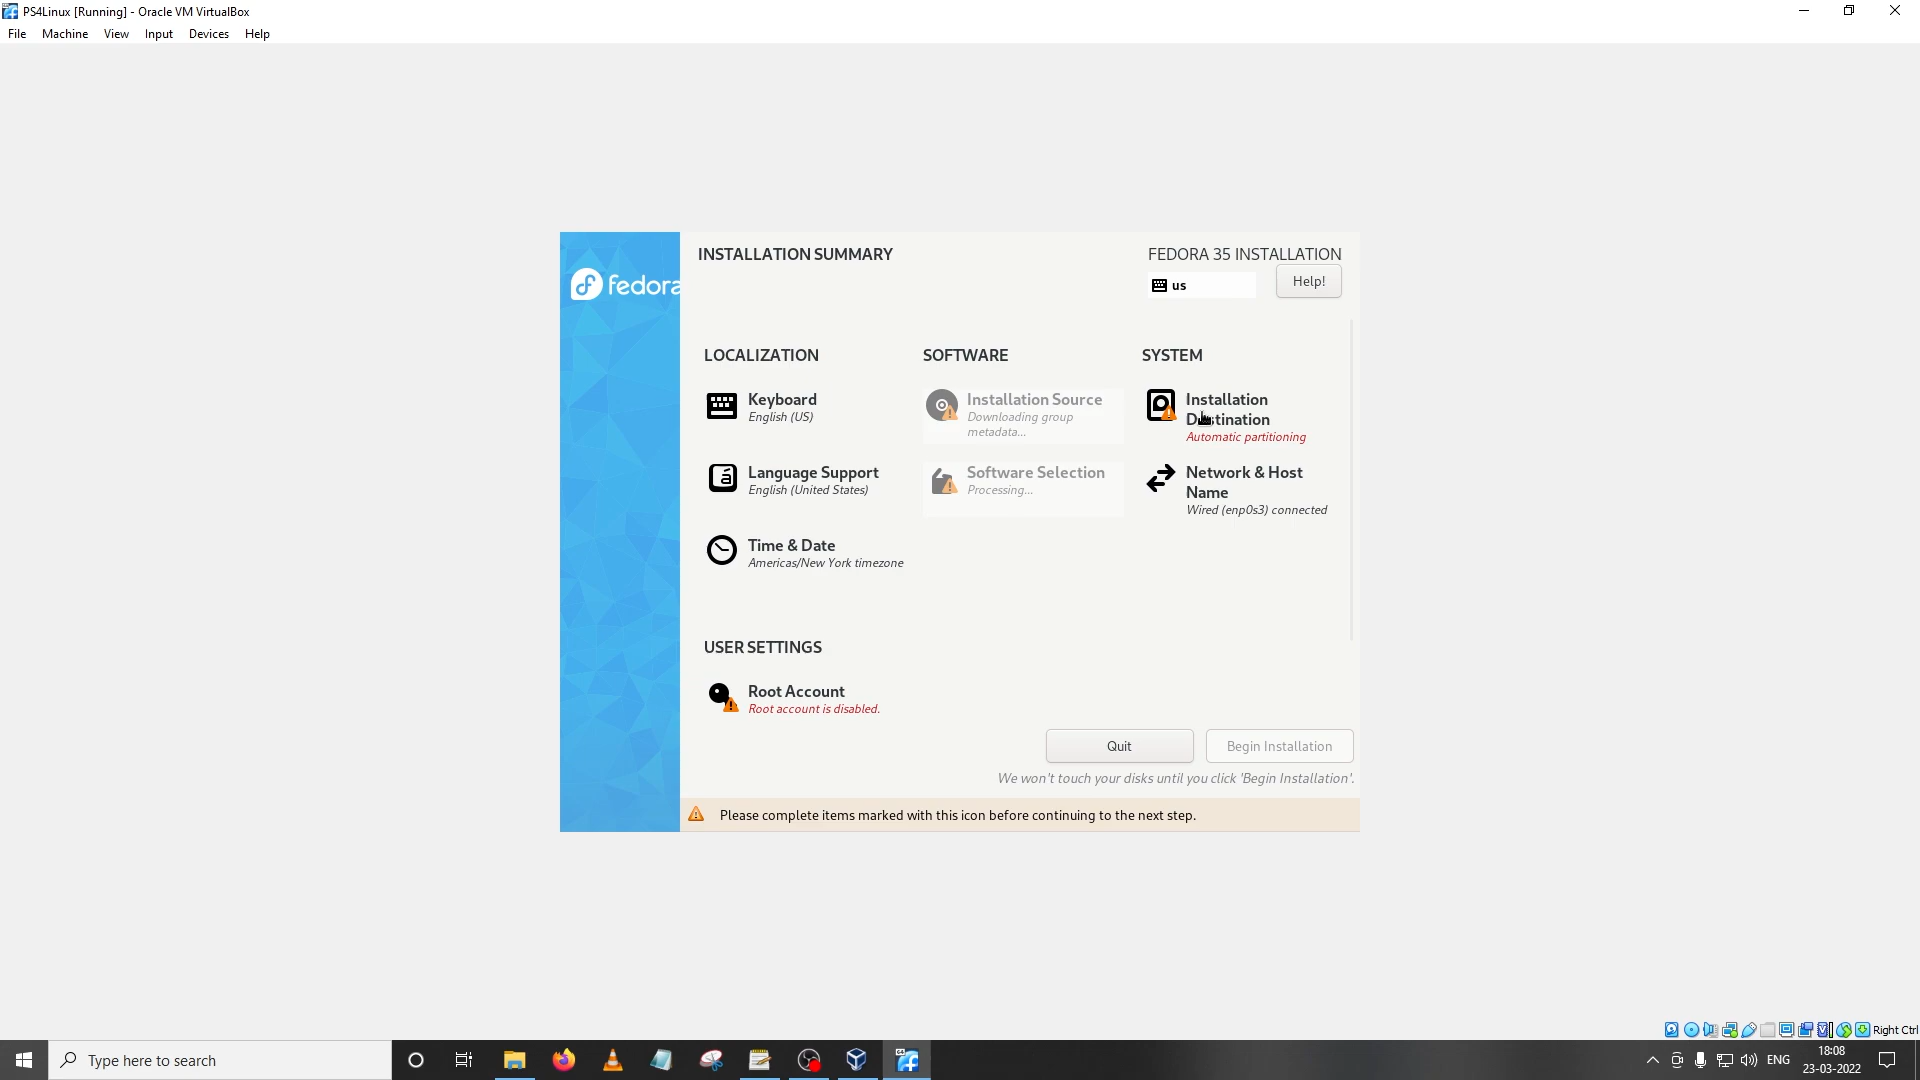 PS4Linux [Running] - Oracle VM VirtualBox
File Machine View Input Devices Help
fedora
INSTALLATION SUMMARY
FEDORA 35 INSTALLATION
us
Help!
LOCALIZATION
Keyboard
English (US)
Language Support
English (United States)
Time & Date
Americas/New York timezone
SOFTWARE
Installation Source
Downloading group
metadata...
Software Selection
Processing...
SYSTEM
Installation
Destination
Automatic partitioning
Network & Host
Name
Wired (enp0s3) connected
USER SETTINGS
Root Account
Root account is disabled.
Quit
Begin Installation
We won't touch your disks until you click 'Begin Installation'.
Please complete items marked with this icon before continuing to the next step.
Right Ctrl
Type here to search
ENG
18:08
23-03-2022